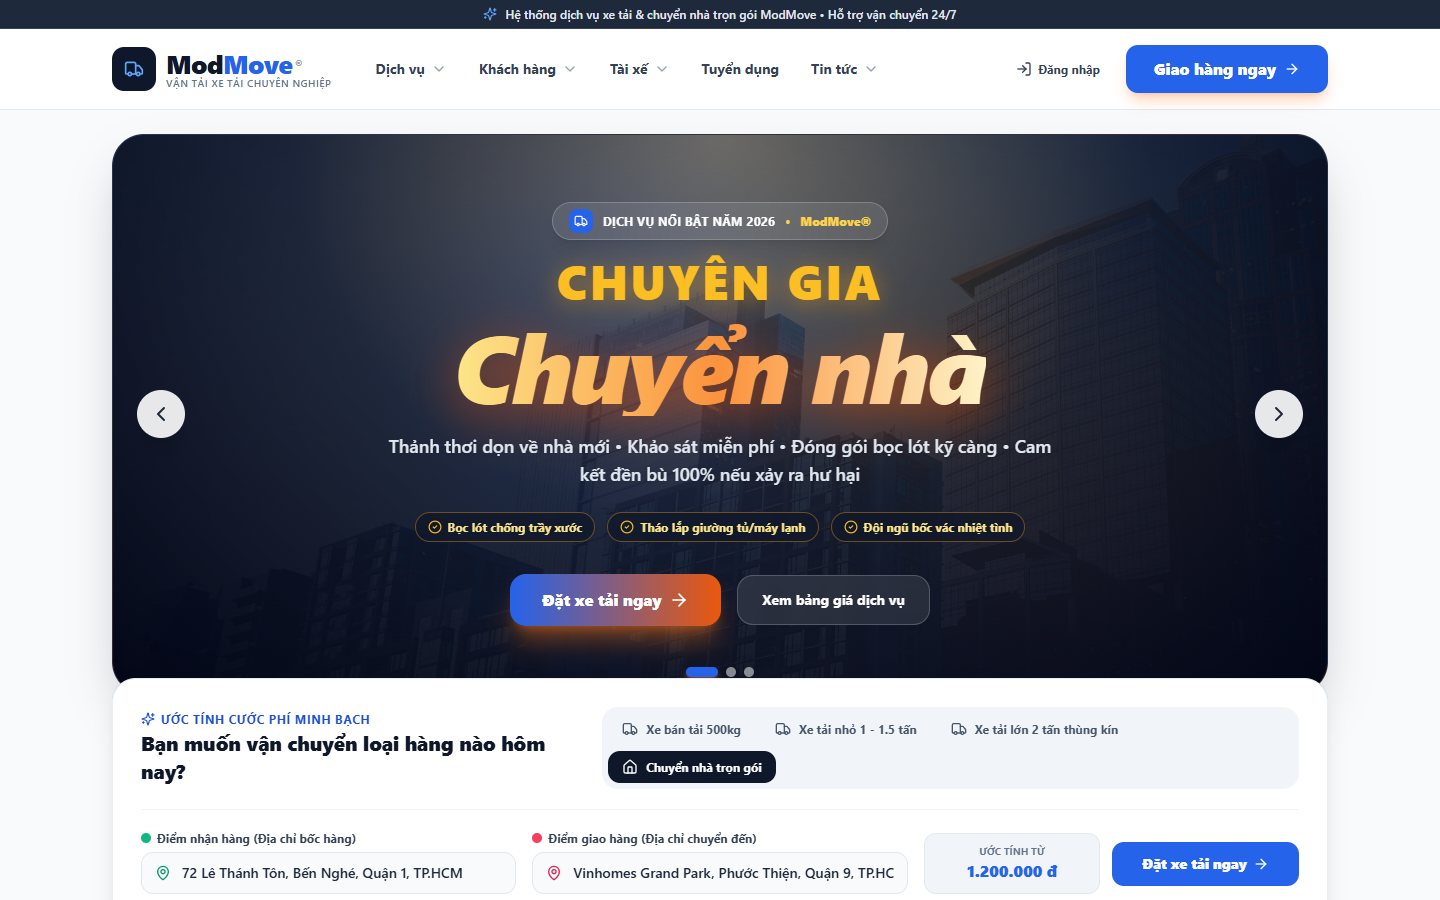 Hệ thống dịch vụ xe tải & chuyển nhà trọn gói ModMove • Hỗ trợ vận chuyển 24/7
ModMove®
VẬN TẢI XE TẢI CHUYÊN NGHIỆP
Dịch vụ
Khách hàng
Tài xế
Tuyển dụng
Tin tức
Đăng nhập
Giao hàng ngay
DỊCH VỤ NỔI BẬT NĂM 2026 • ModMove®
CHUYÊN GIA
Chuyển nhà
Thảnh thơi dọn về nhà mới • Khảo sát miễn phí • Đóng gói bọc lót kỹ càng • Cam
kết đền bù 100% nếu xảy ra hư hại
Bọc lót chống trầy xước
Tháo lắp giường tủ/máy lạnh
Đội ngũ bốc vác nhiệt tình
Đặt xe tải ngay
Xem bảng giá dịch vụ
ƯỚC TÍNH CƯỚC PHÍ MINH BẠCH
Bạn muốn vận chuyển loại hàng nào hôm
nay?
Xe bán tải 500kg
Xe tải nhỏ 1 - 1.5 tấn
Xe tải lớn 2 tấn thùng kín
Chuyển nhà trọn gói
Điểm nhận hàng (Địa chỉ bốc hàng)
72 Lê Thánh Tôn, Bến Nghé, Quận 1, TP.HCM
Điểm giao hàng (Địa chỉ chuyển đến)
Vinhomes Grand Park, Phước Thiện, Quận 9, TP.HC
ƯỚC TÍNH TỪ
1.200.000 đ
Đặt xe tải ngay